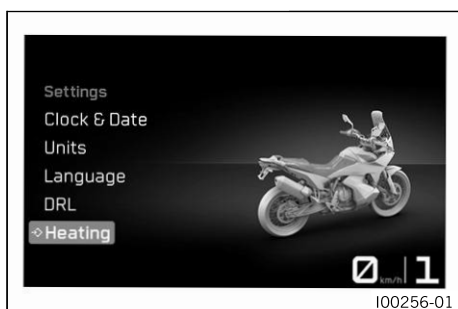 Settings
Clock & Date
Units
Language
DRL
Heating
0 km/h 1
I00256-01